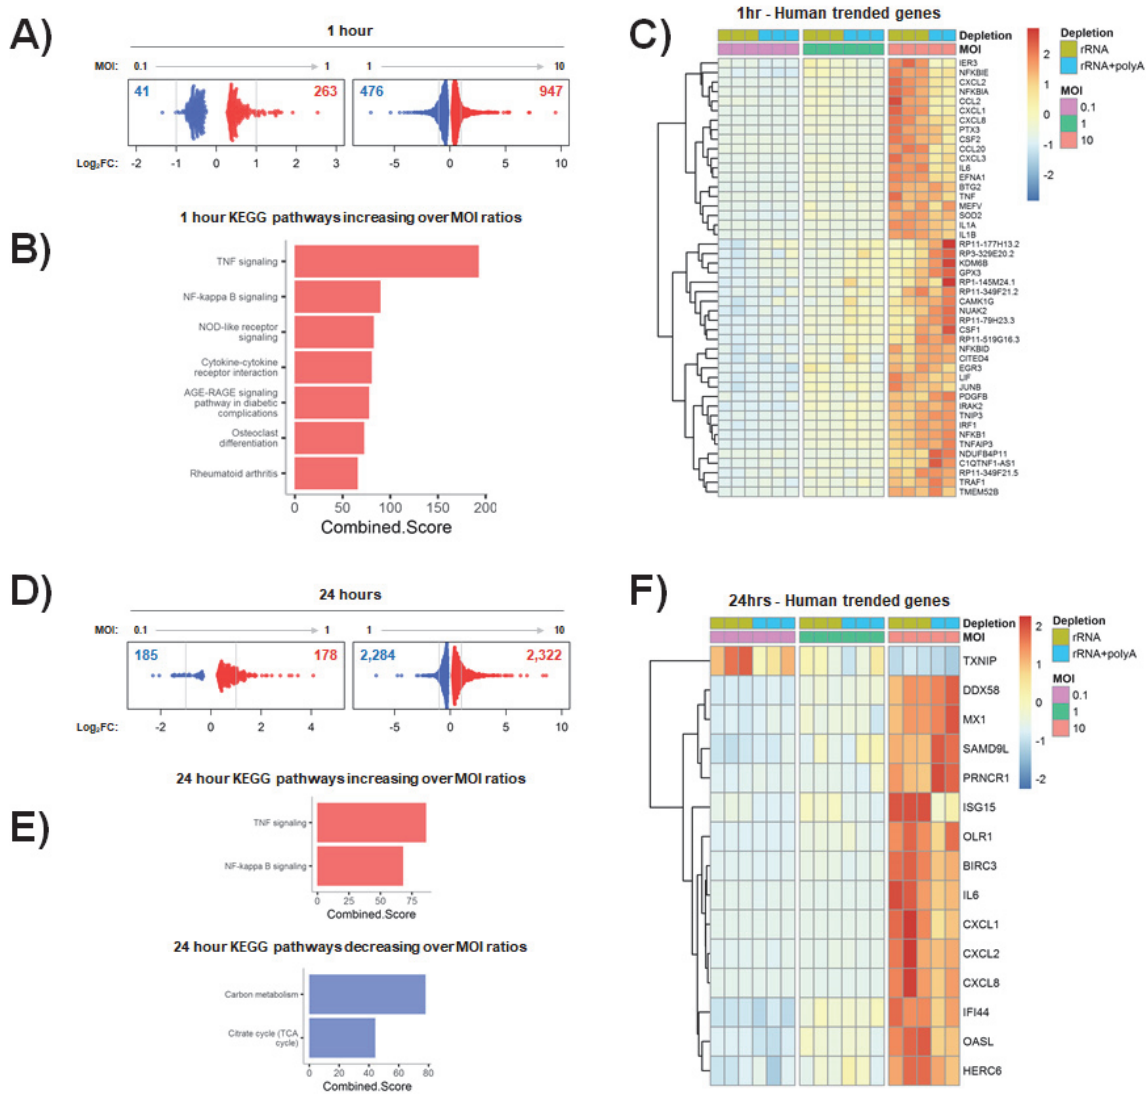 A)
1 hour
MOI:
0.1
1
1
10
41
263
476
947
Log₂FC:
-2
-1
0
1
2
3
-5
0
5
10
B)
1 hour KEGG pathways increasing over MOI ratios
TNF signaling
NF-kappa B signaling
NOD-like receptor
signaling
Cytokine-cytokine
receptor interaction
AGE-RAGE signaling
pathway in diabetic
complications
Osteoclast
differentiation
Rheumatoid arthritis
0
50
100
150
200
Combined.Score
C)
1hr - Human trended genes
Depletion
MOI
IER3
NFKBIE
CXCL2
NFKBIA
CCL2
CXCL1
CXCL8
PTX3
CSF2
CCL20
CXCL3
IL6
EFNA1
BTG2
TNF
MEFV
SOD2
IL1A
IL1B
RP11-177H13.2
RP3-329E20.2
KDM6B
GPX3
RP1-145M24.1
RP11-349F21.2
CAMK1G
NUAK2
RP11-79H23.3
CSF1
RP11-519G16.3
NFKBID
CITED4
EGR3
LIF
JUNB
PDGFB
IRAK2
TNIP3
IRF1
NFKB1
TNFAIP3
NDUFB4P11
C1QTNF1-AS1
RP11-349F21.5
TRAF1
TMEM52B
2
1
0
-1
-2
Depletion
rRNA
rRNA+polyA
MOI
0.1
1
10
D)
24 hours
MOI:
0.1
1
1
10
185
178
2,284
2,322
Log₂FC:
-2
0
2
4
-5
0
5
10
E)
24 hour KEGG pathways increasing over MOI ratios
TNF signaling
NF-kappa B signaling
0
25
50
75
Combined.Score
24 hour KEGG pathways decreasing over MOI ratios
Carbon metabolism
Citrate cycle (TCA
cycle)
0
20
40
60
80
Combined.Score
F)
24hrs - Human trended genes
Depletion
MOI
TXNIP
DDX58
MX1
SAMD9L
PRNCR1
ISG15
OLR1
BIRC3
IL6
CXCL1
CXCL2
CXCL8
IFI44
OASL
HERC6
2
1
0
-1
-2
Depletion
rRNA
rRNA+polyA
MOI
0.1
1
10